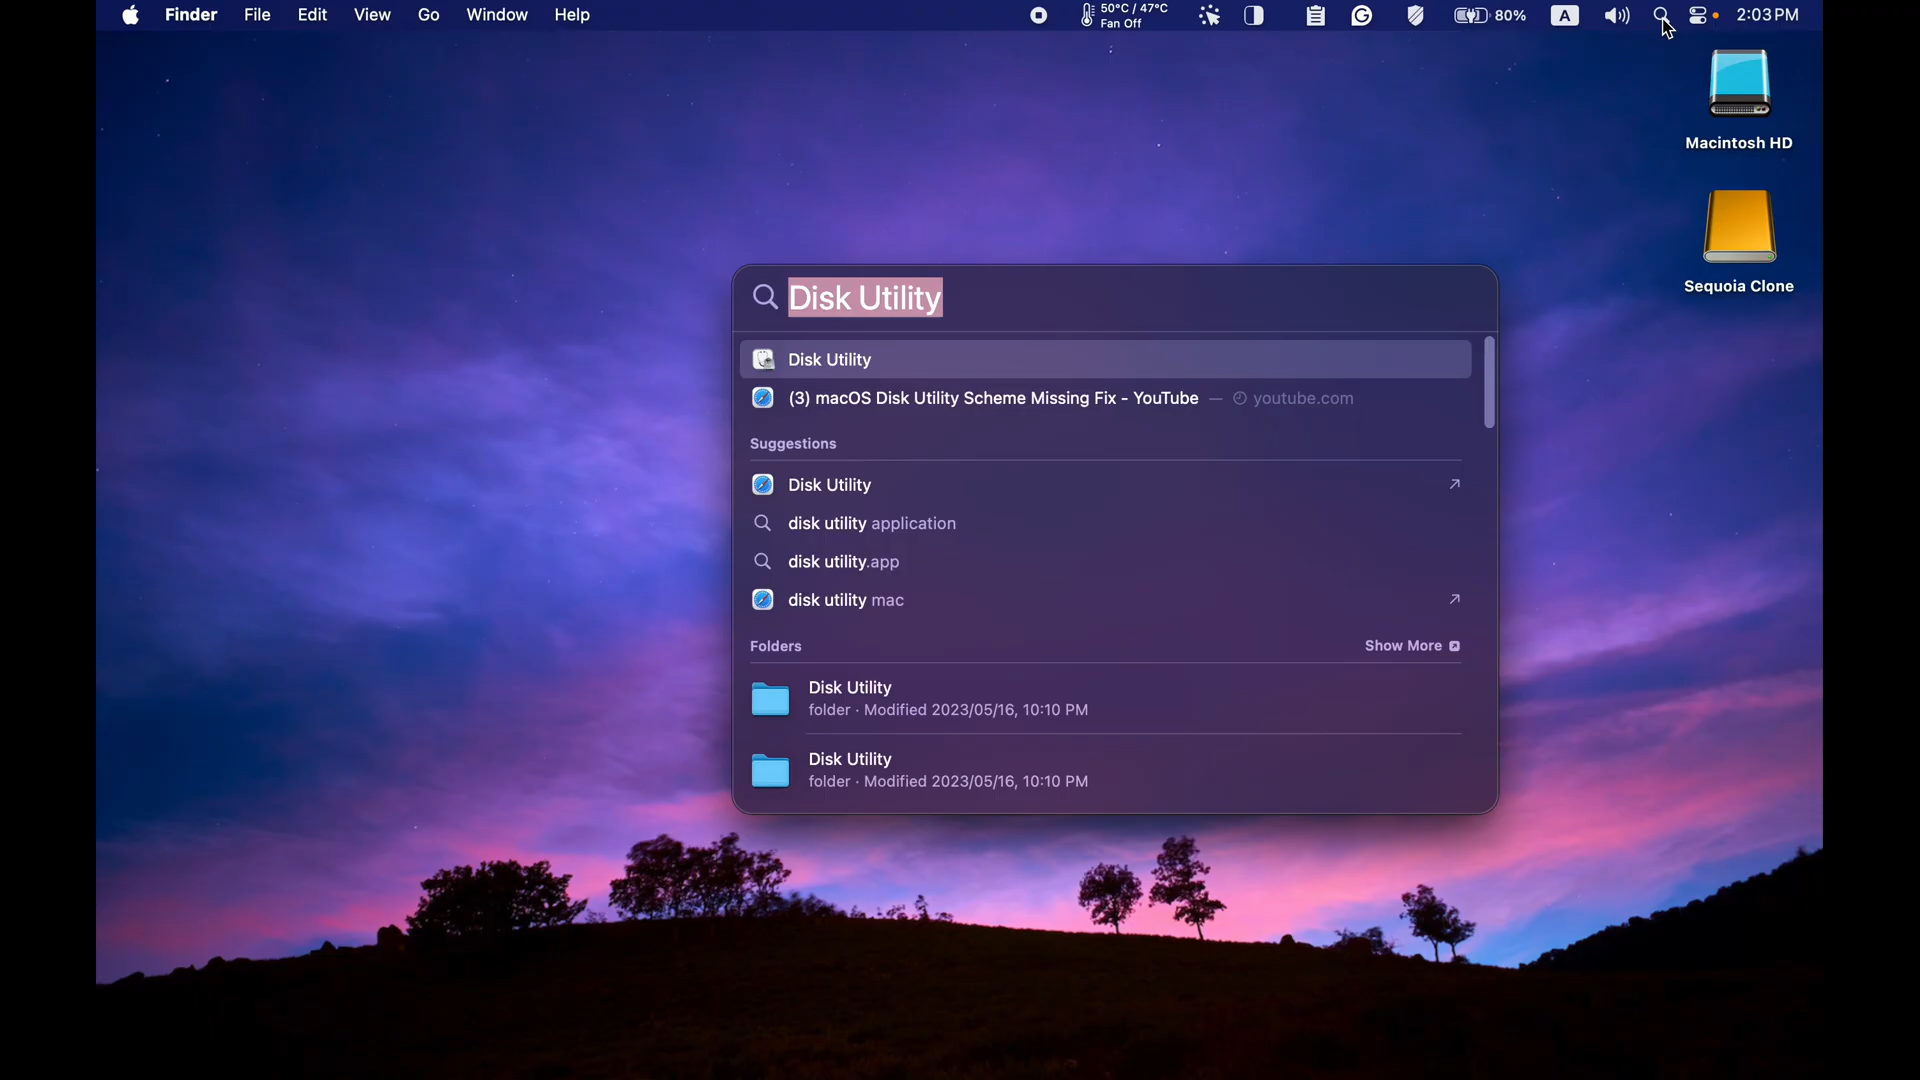 Finder File Edit View Go Window Help 50°C / 47°C 80% A 2:03 PM
Fan Off
Macintosh HD
Sequoia Clone
Disk Utility
Disk Utility
(3) macOS Disk Utility Scheme Missing Fix - YouTube — youtube.com
Suggestions
Disk Utility
disk utility application
disk utility.app
disk utility mac
Folders Show More
Disk Utility
folder · Modified 2023/05/16, 10:10 PM
Disk Utility
folder · Modified 2023/05/16, 10:10 PM